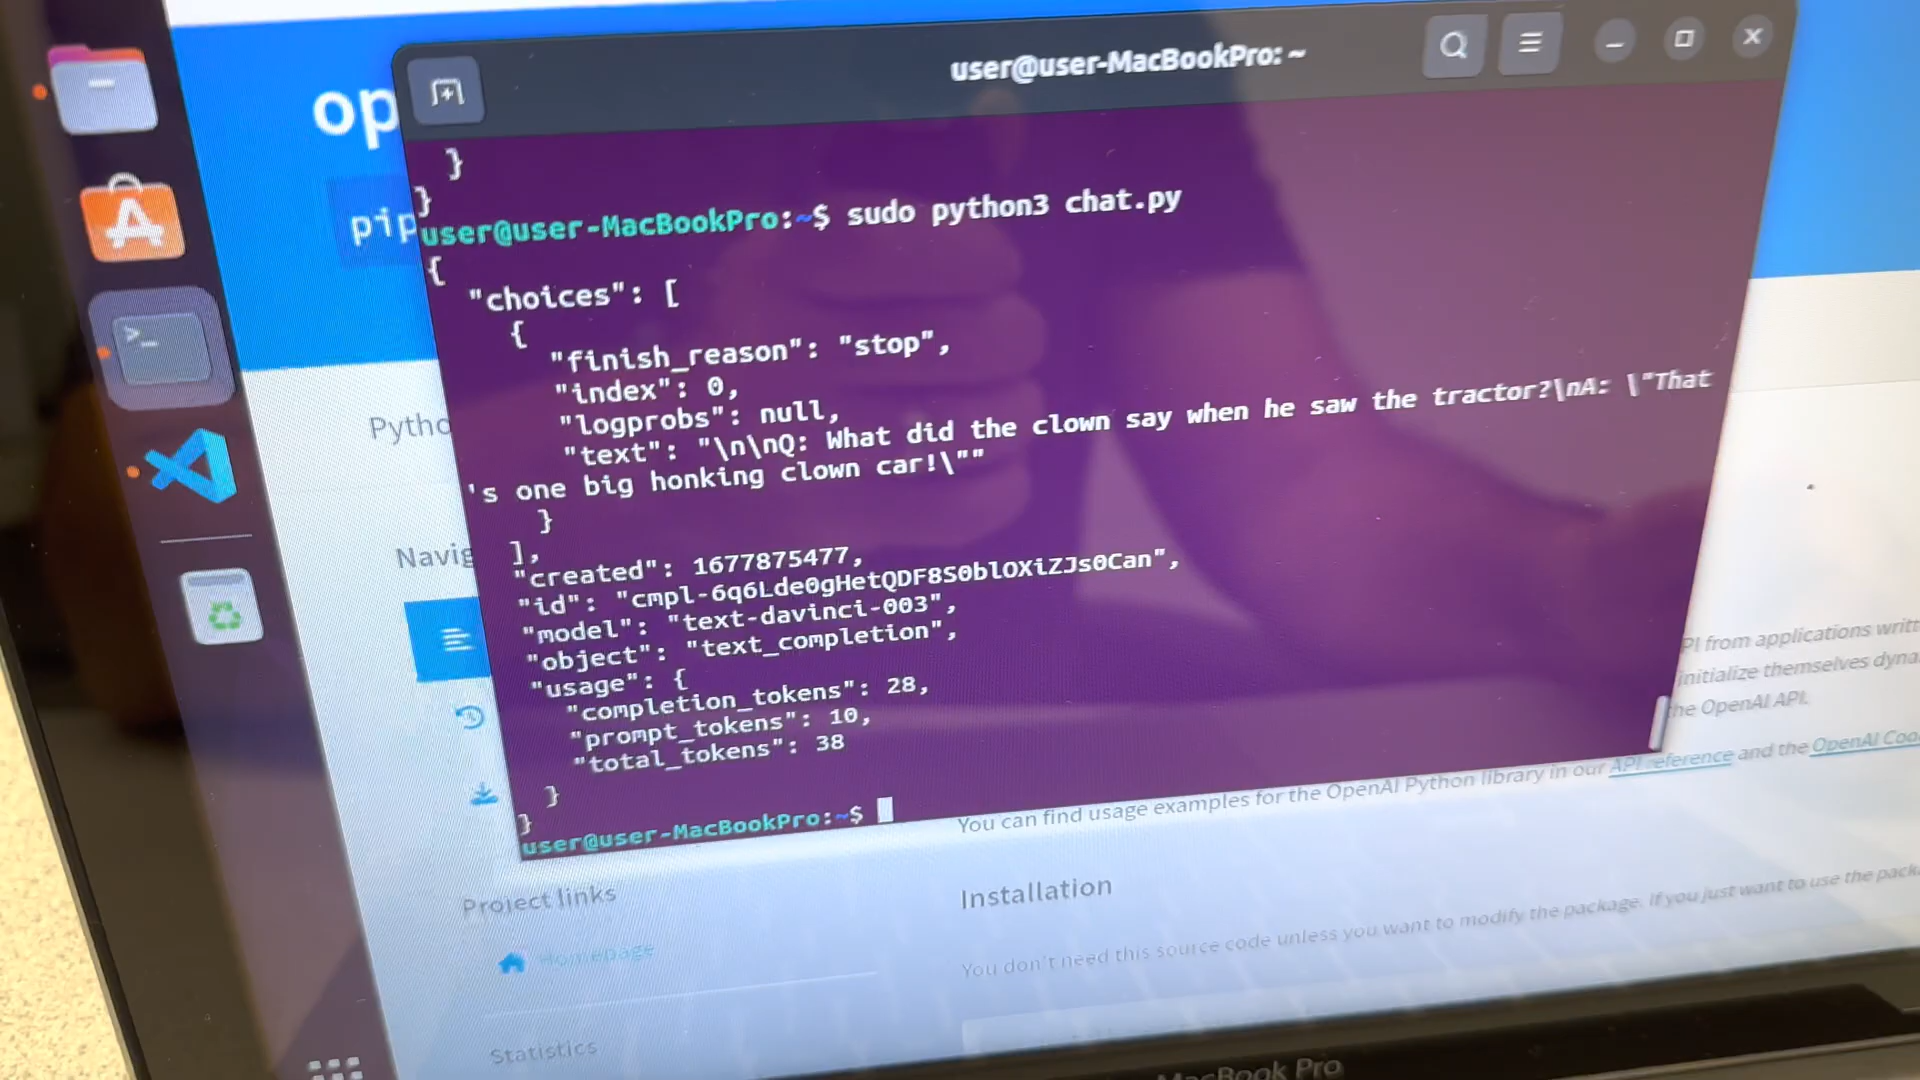 op
user@user-MacBookPro: ~
pip
}
}
user@user-MacBookPro:~$ sudo python3 chat.py
{
"choices": [
{
"finish_reason": "stop",
"index": 0,
"logprobs": null,
"text": "\n\nQ: What did the clown say when he saw the tractor?\nA: \"That
's one big honking clown car!\""
}
],
"created": 1677875477,
"id": "cmpl-6q6Lde0gHetQDF8S0blOXiZJs0Can",
"model": "text-davinci-003",
"object": "text_completion",
"usage": {
"completion_tokens": 28,
"prompt_tokens": 10,
"total_tokens": 38
}
}
user@user-MacBookPro:~$
Pytho
Navig
PI from applications writt
initialize themselves dyna
he OpenAI API.
You can find usage examples for the OpenAI Python library in our API reference and the OpenAI Coo
Project links
Homepage
Statistics
Installation
You don't need this source code unless you want to modify the package. If you just want to use the pack
MacBook Pro